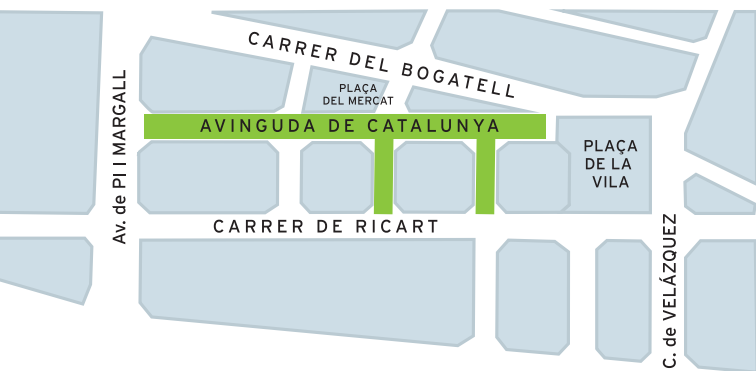 CARRER DEL BOGATELL
PLAÇA
DEL MERCAT
AVINGUDA DE CATALUNYA
PLAÇA
DE LA
VILA
Av. de PI I MARGALL
CARRER DE RICART
C. de VELÁZQUEZ